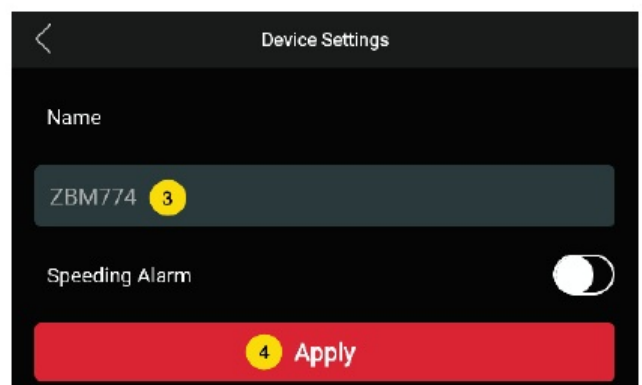 Device Settings
Name
ZBM774 3
Speeding Alarm
4 Apply